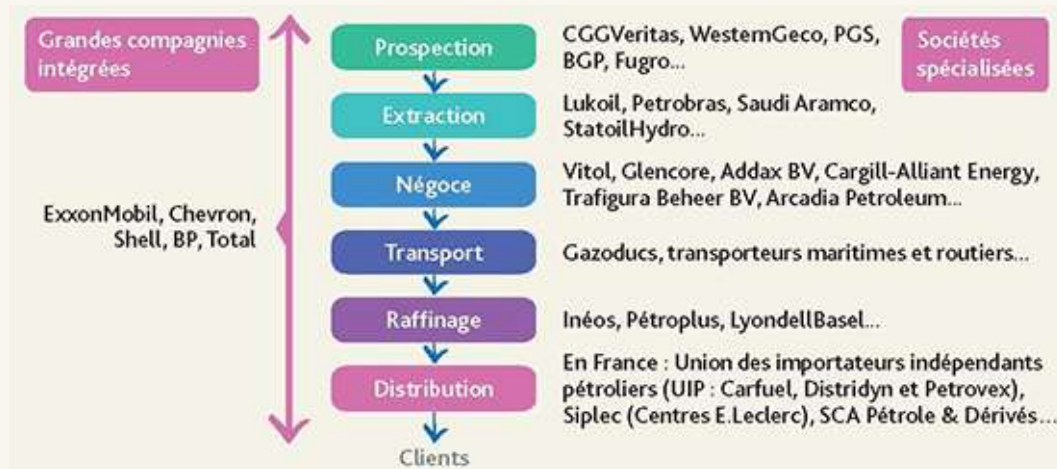 Grandes compagnies
intégrées
ExxonMobil, Chevron,
Shell, BP, Total
Prospection
CGGVeritas, WesternGeco, PGS,
BGP, Fugro...
Sociétés
spécialisées
Extraction
Lukoil, Petrobras, Saudi Aramco,
StatoilHydro...
Négoce
Vitol, Glencore, Addax BV, Cargill-Alliant Energy,
Trafigura Beheer BV, Arcadia Petroleum...
Transport
Gazoducs, transporteurs maritimes et routiers...
Raffinage
Inéos, Pétroplus, LyondellBasel...
Distribution
En France : Union des importateurs indépendants
pétroliers (UIP : Carfuel, Distridyn et Petrovex),
Siplec (Centres E.Leclerc), SCA Pétrole & Dérivés...
Clients